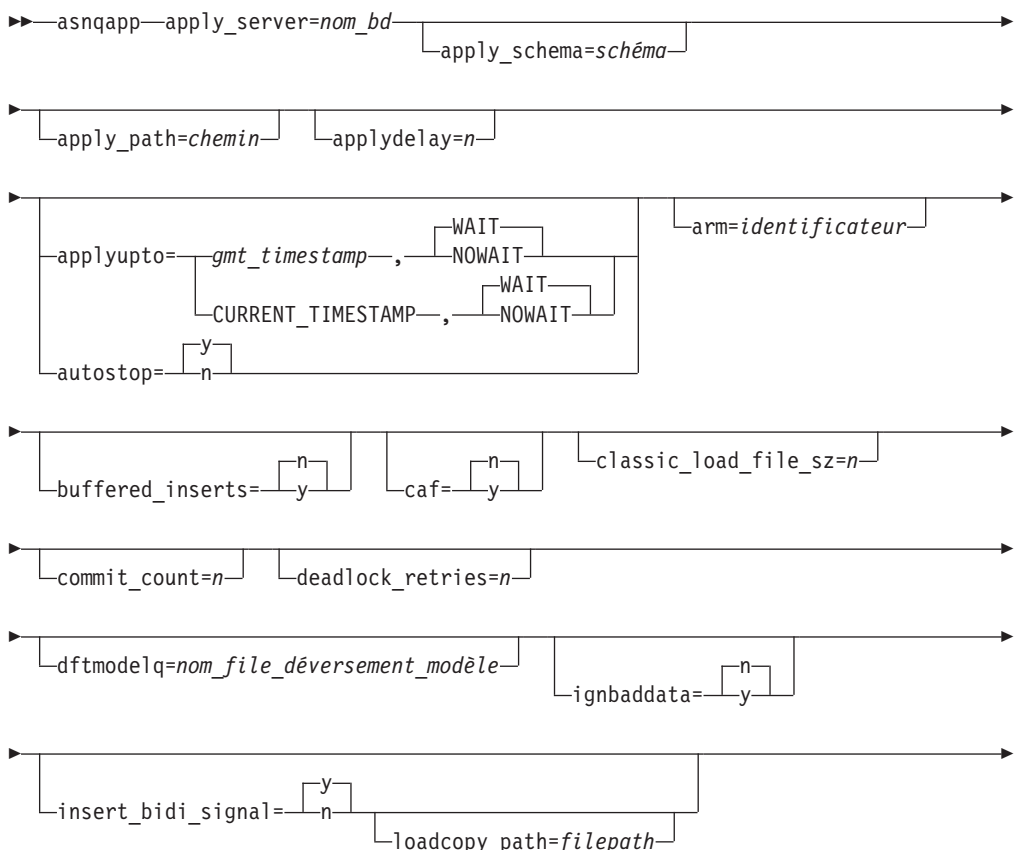 asnqapp apply_server=nom_bd
apply_schema=schéma
apply_path=chemin applydelay=n
WAIT
applyupto= gmt_timestamp , NOWAIT
arm=identificateur
WAIT
CURRENT_TIMESTAMP , NOWAIT
y
autostop= n
n
buffered_inserts= y
n
caf= y
classic_load_file_sz=n
commit_count=n deadlock_retries=n
dftmodelq=nom_file_déversement_modèle
n
ignbaddata= y
y
insert_bidi_signal= n
loadcopy_path=filepath